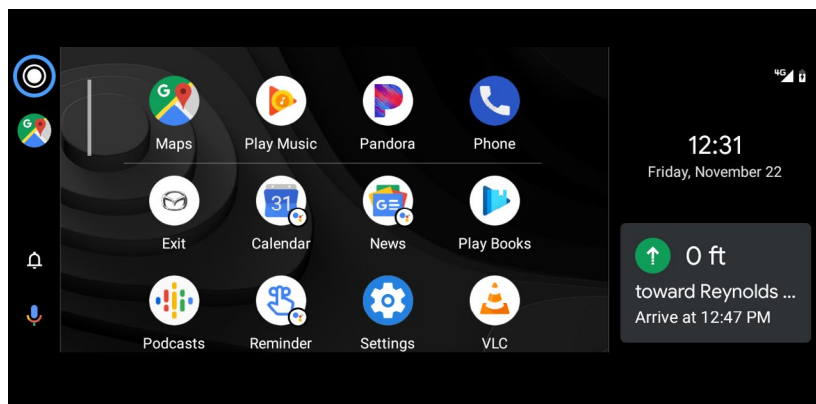 4G
G
Maps
Play Music
Pandora
Phone
G
12:31
Friday, November 22
31
G
Exit
Calendar
News
Play Books
0 ft
toward Reynolds ...
Arrive at 12:47 PM
Podcasts
Reminder
Settings
VLC